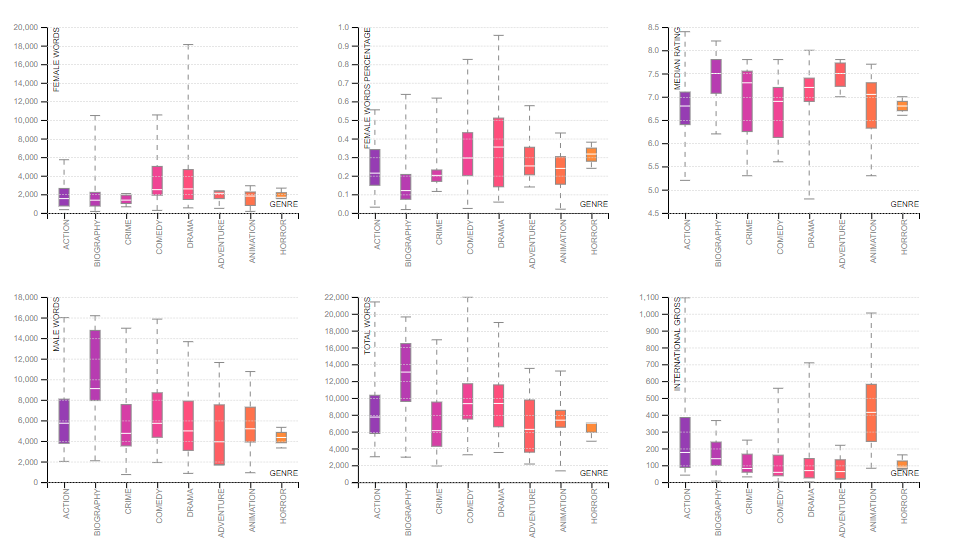 FEMALE WORDS
20,000
18,000
16,000
14,000
12,000
10,000
8,000
6,000
4,000
2,000
0
GENRE
ACTION
BIOGRAPHY
CRIME
COMEDY
DRAMA
ADVENTURE
ANIMATION
HORROR
FEMALE WORDS PERCENTAGE
1.0
0.9
0.8
0.7
0.6
0.5
0.4
0.3
0.2
0.1
0.0
GENRE
ACTION
BIOGRAPHY
CRIME
COMEDY
DRAMA
ADVENTURE
ANIMATION
HORROR
MEDIAN RATING
8.5
8.0
7.5
7.0
6.5
6.0
5.5
5.0
4.5
GENRE
ACTION
BIOGRAPHY
CRIME
COMEDY
DRAMA
ADVENTURE
ANIMATION
HORROR
MALE WORDS
18,000
16,000
14,000
12,000
10,000
8,000
6,000
4,000
2,000
0
GENRE
ACTION
BIOGRAPHY
CRIME
COMEDY
DRAMA
ADVENTURE
ANIMATION
HORROR
TOTAL WORDS
22,000
20,000
18,000
16,000
14,000
12,000
10,000
8,000
6,000
4,000
2,000
0
GENRE
ACTION
BIOGRAPHY
CRIME
COMEDY
DRAMA
ADVENTURE
ANIMATION
HORROR
INTERNATIONAL GROSS
1,100
1,000
900
800
700
600
500
400
300
200
100
0
GENRE
ACTION
BIOGRAPHY
CRIME
COMEDY
DRAMA
ADVENTURE
ANIMATION
HORROR